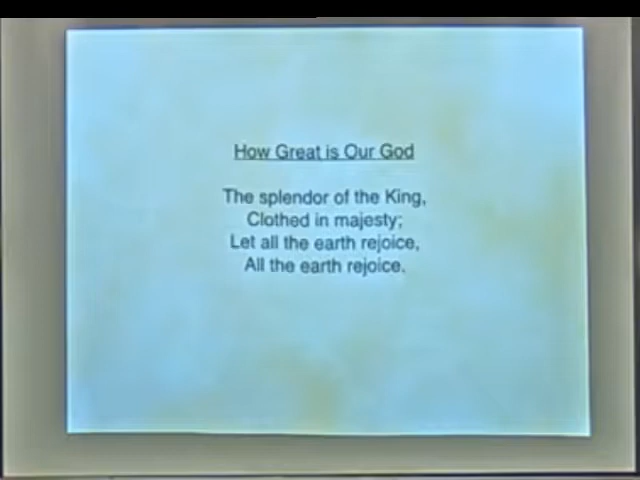 How Great is Our God
The splendor of the King,
Clothed in majesty;
Let all the earth rejoice,
All the earth rejoice.